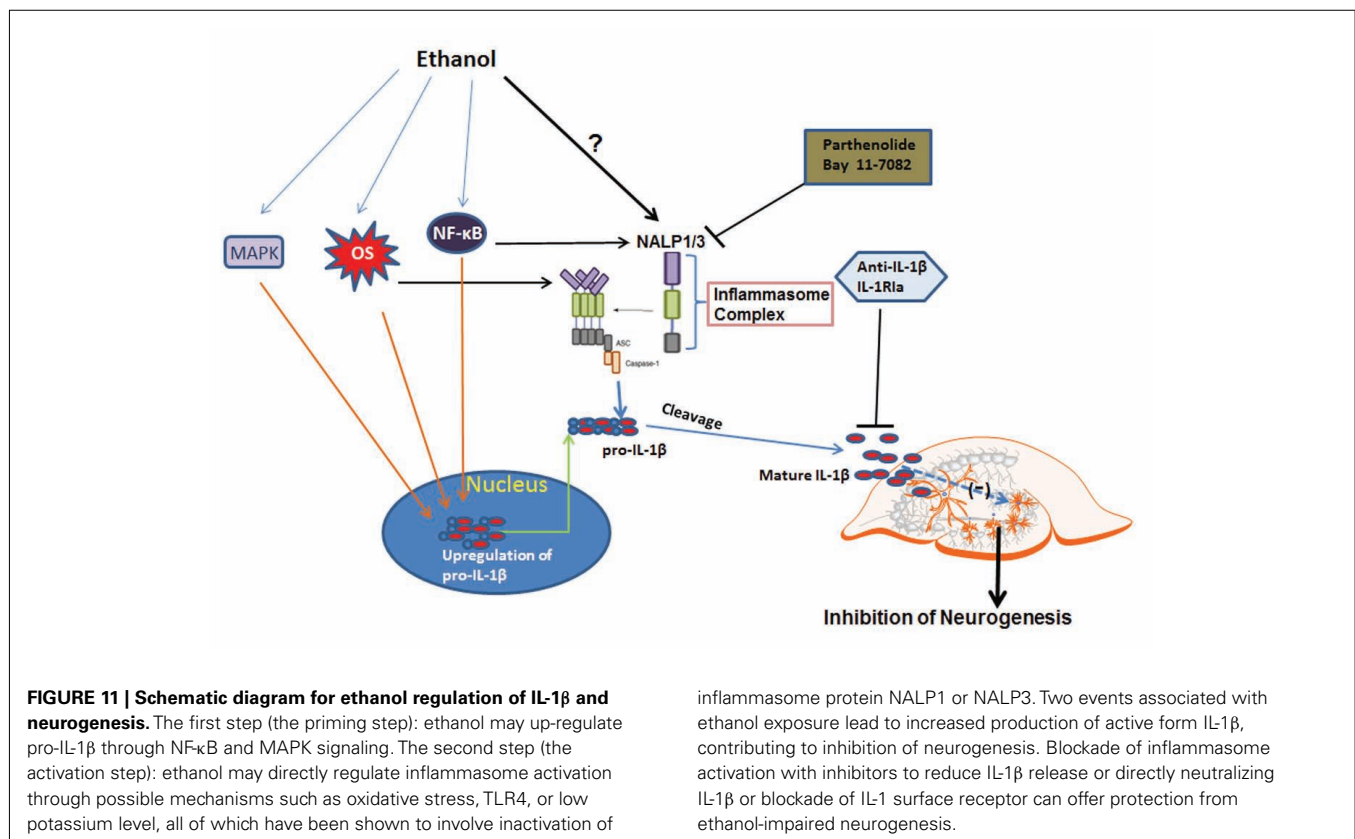 Ethanol
?
Parthenolide
Bay 11-7082
MAPK
OS
NF-κB
NALP1/3
Anti-IL-1β
IL-1RIa
Inflammasome
Complex
ASC
Caspase-1
Cleavage
pro-IL-1β
Mature IL-1β
(-)
Nucleus
Upregulation of
pro-IL-1β
Inhibition of Neurogenesis
FIGURE 11 | Schematic diagram for ethanol regulation of IL-1β and
neurogenesis. The first step (the priming step): ethanol may up-regulate
pro-IL-1β through NF-κB and MAPK signaling. The second step (the
activation step): ethanol may directly regulate inflammasome activation
through possible mechanisms such as oxidative stress, TLR4, or low
potassium level, all of which have been shown to involve inactivation of
inflammasome protein NALP1 or NALP3. Two events associated with
ethanol exposure lead to increased production of active form IL-1β,
contributing to inhibition of neurogenesis. Blockade of inflammasome
activation with inhibitors to reduce IL-1β release or directly neutralizing
IL-1β or blockade of IL-1 surface receptor can offer protection from
ethanol-impaired neurogenesis.